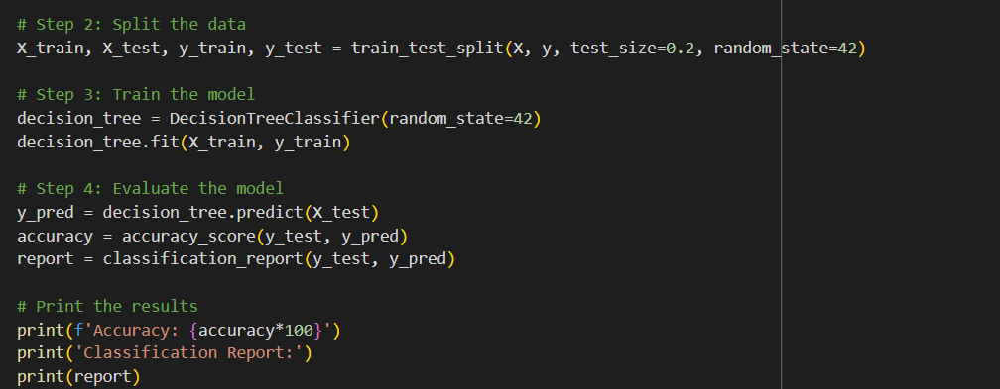 # Step 2: Split the data
X_train, X_test, y_train, y_test = train_test_split(X, y, test_size=0.2, random_state=42)
# Step 3: Train the model
decision_tree = DecisionTreeClassifier(random_state=42)
decision_tree.fit(X_train, y_train)
# Step 4: Evaluate the model
y_pred = decision_tree.predict(X_test)
accuracy = accuracy_score(y_test, y_pred)
report = classification_report(y_test, y_pred)
# Print the results
print(f'Accuracy: {accuracy*100}')
print('Classification Report:')
print(report)